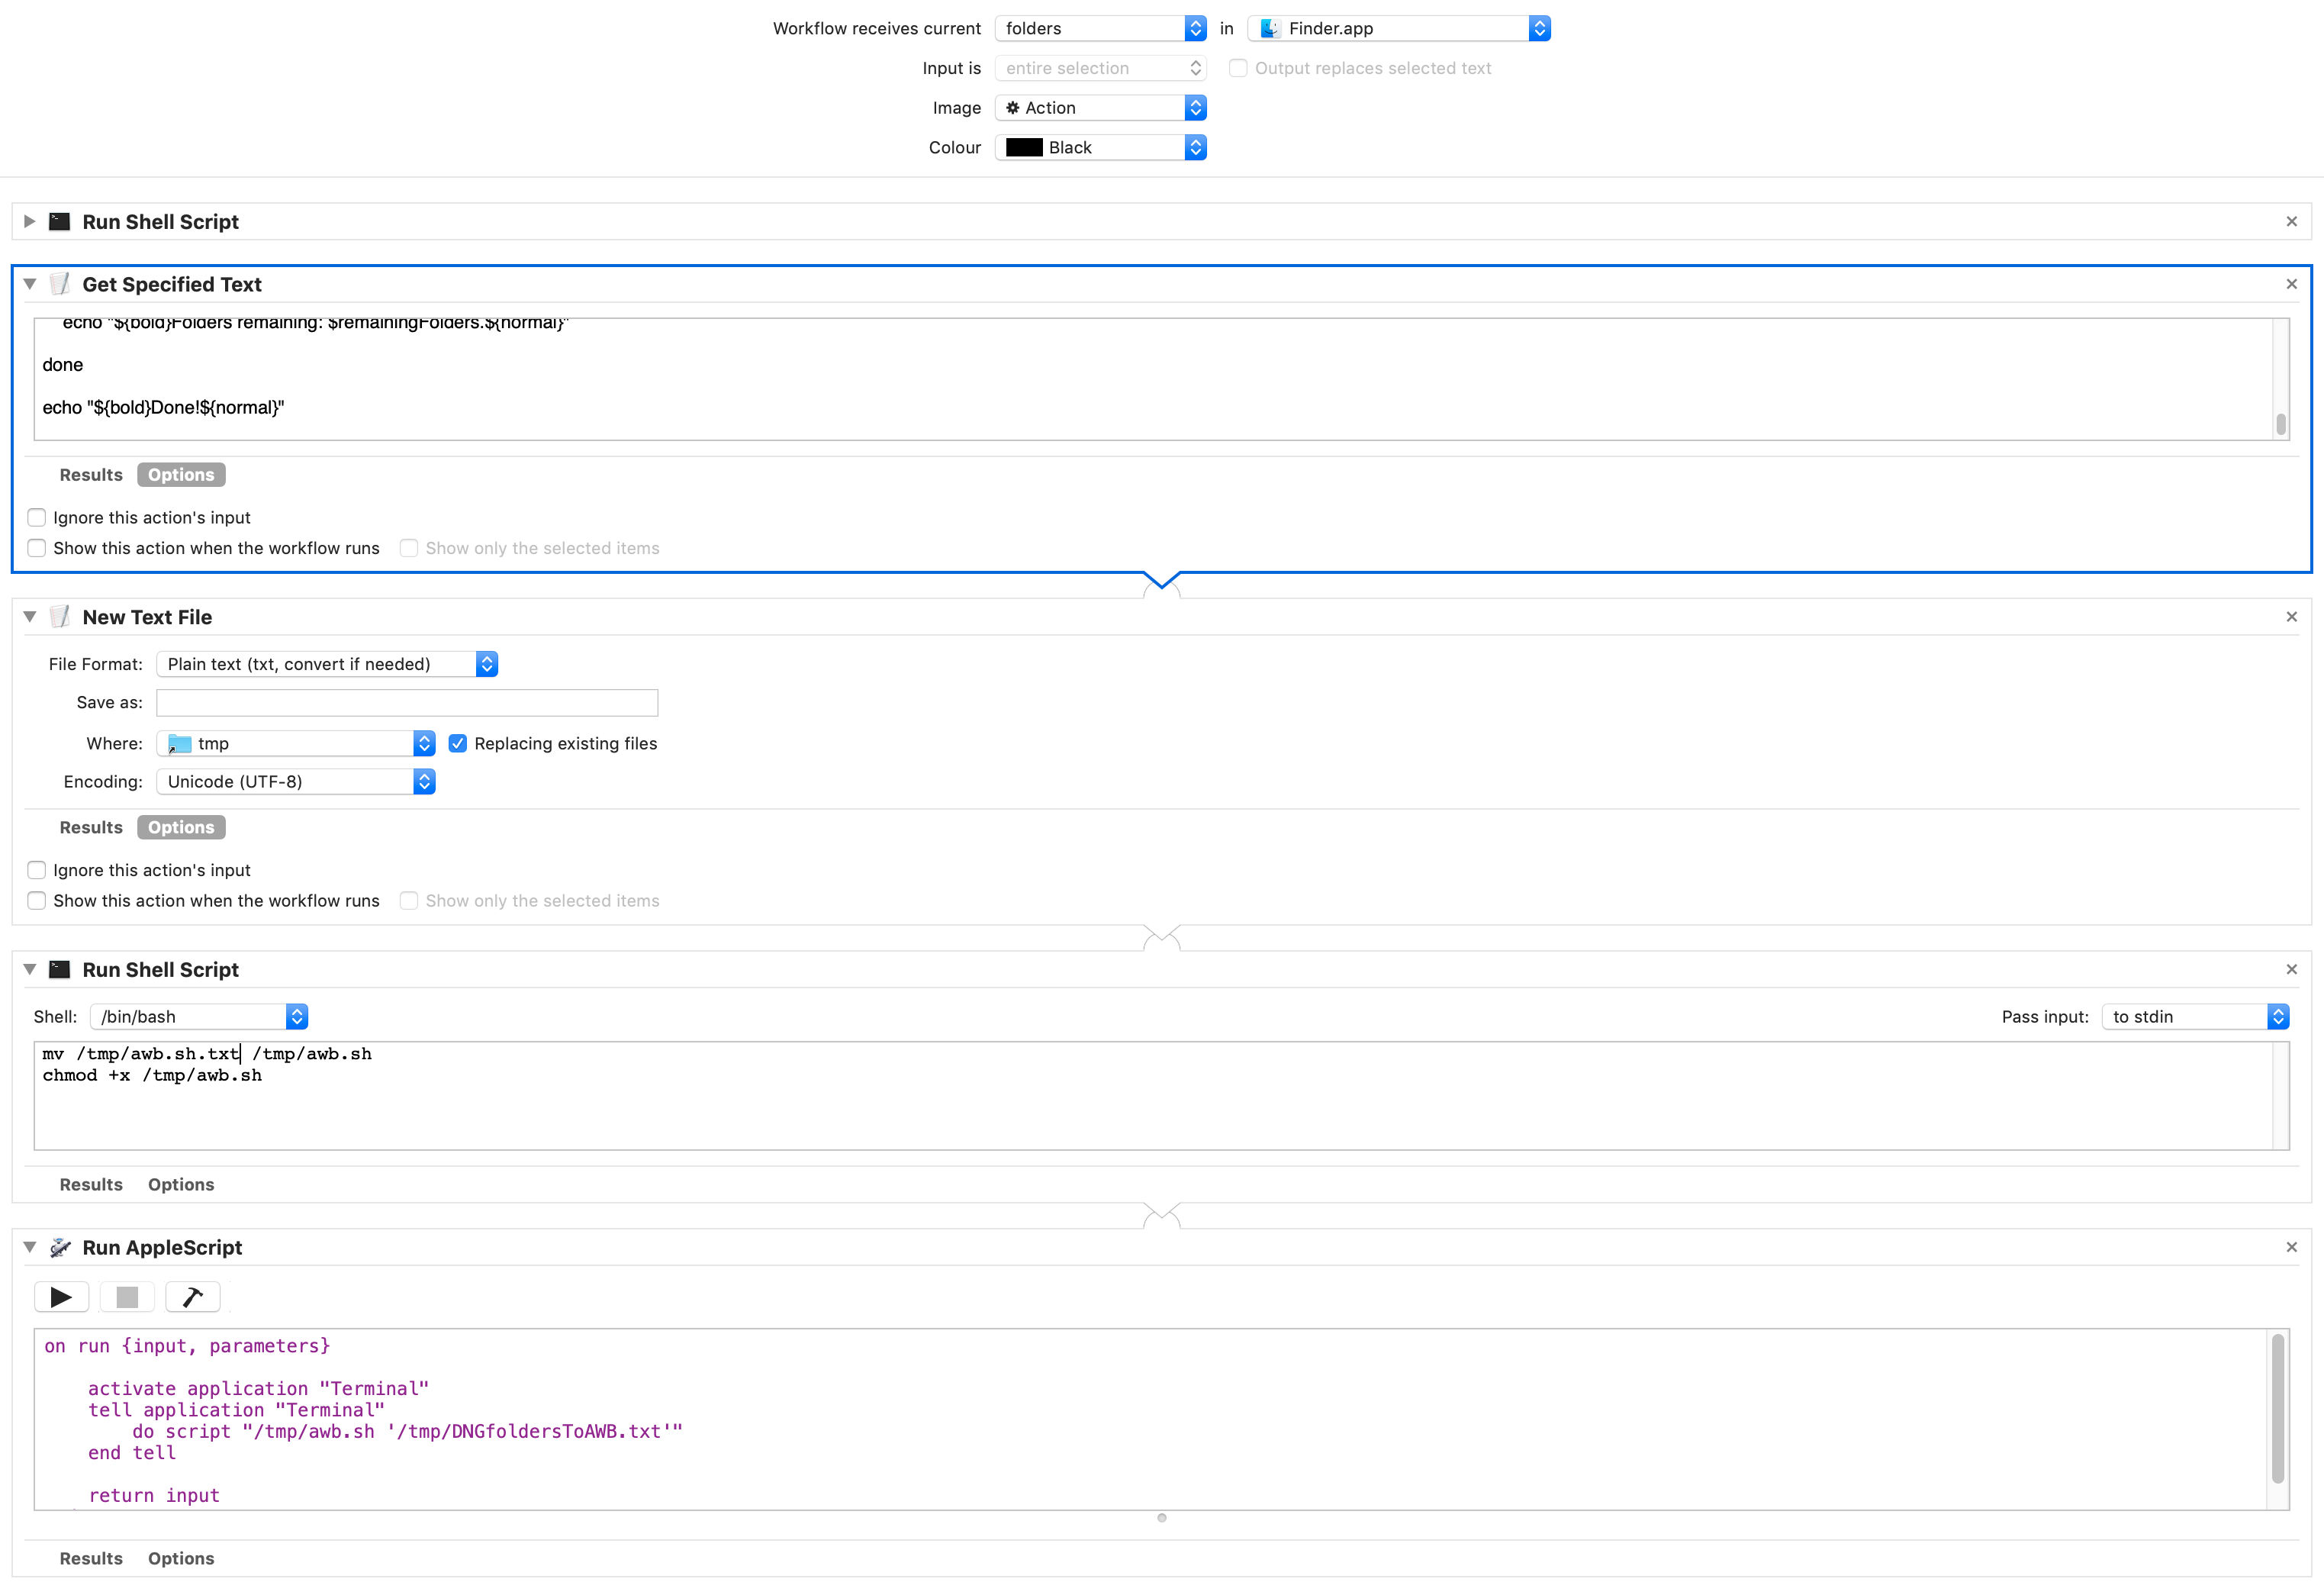 Workflow receives current folders in Finder.app
Input is entire selection Output replaces selected text
Image Action
Colour Black
Run Shell Script
Get Specified Text
echo "${bold}Folders remaining: $remainingFolders.${normal}"
done
echo "${bold}Done!${normal}"
Results Options
Ignore this action's input
Show this action when the workflow runs Show only the selected items
New Text File
File Format: Plain text (txt, convert if needed)
Save as:
Where: tmp Replacing existing files
Encoding: Unicode (UTF-8)
Results Options
Ignore this action's input
Show this action when the workflow runs Show only the selected items
Run Shell Script
Shell: /bin/bash Pass input: to stdin
mv /tmp/awb.sh.txt /tmp/awb.sh
chmod +x /tmp/awb.sh
Results Options
Run AppleScript
on run {input, parameters}
activate application "Terminal"
tell application "Terminal"
do script "/tmp/awb.sh '/tmp/DNGfoldersToAWB.txt'"
end tell
return input
Results Options